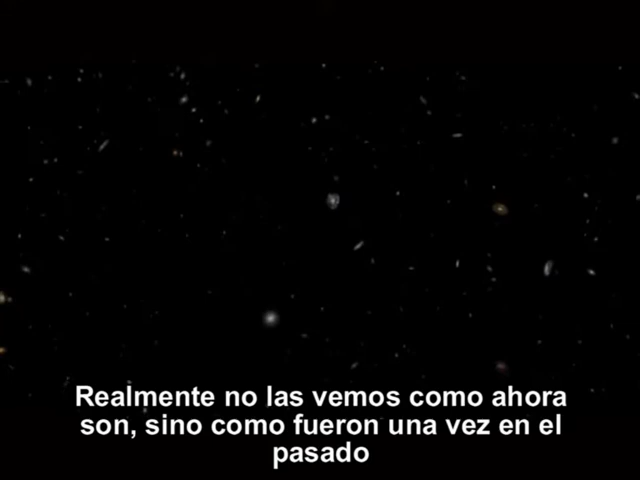 Realmente no las vemos como ahora
son, sino como fueron una vez en el
pasado